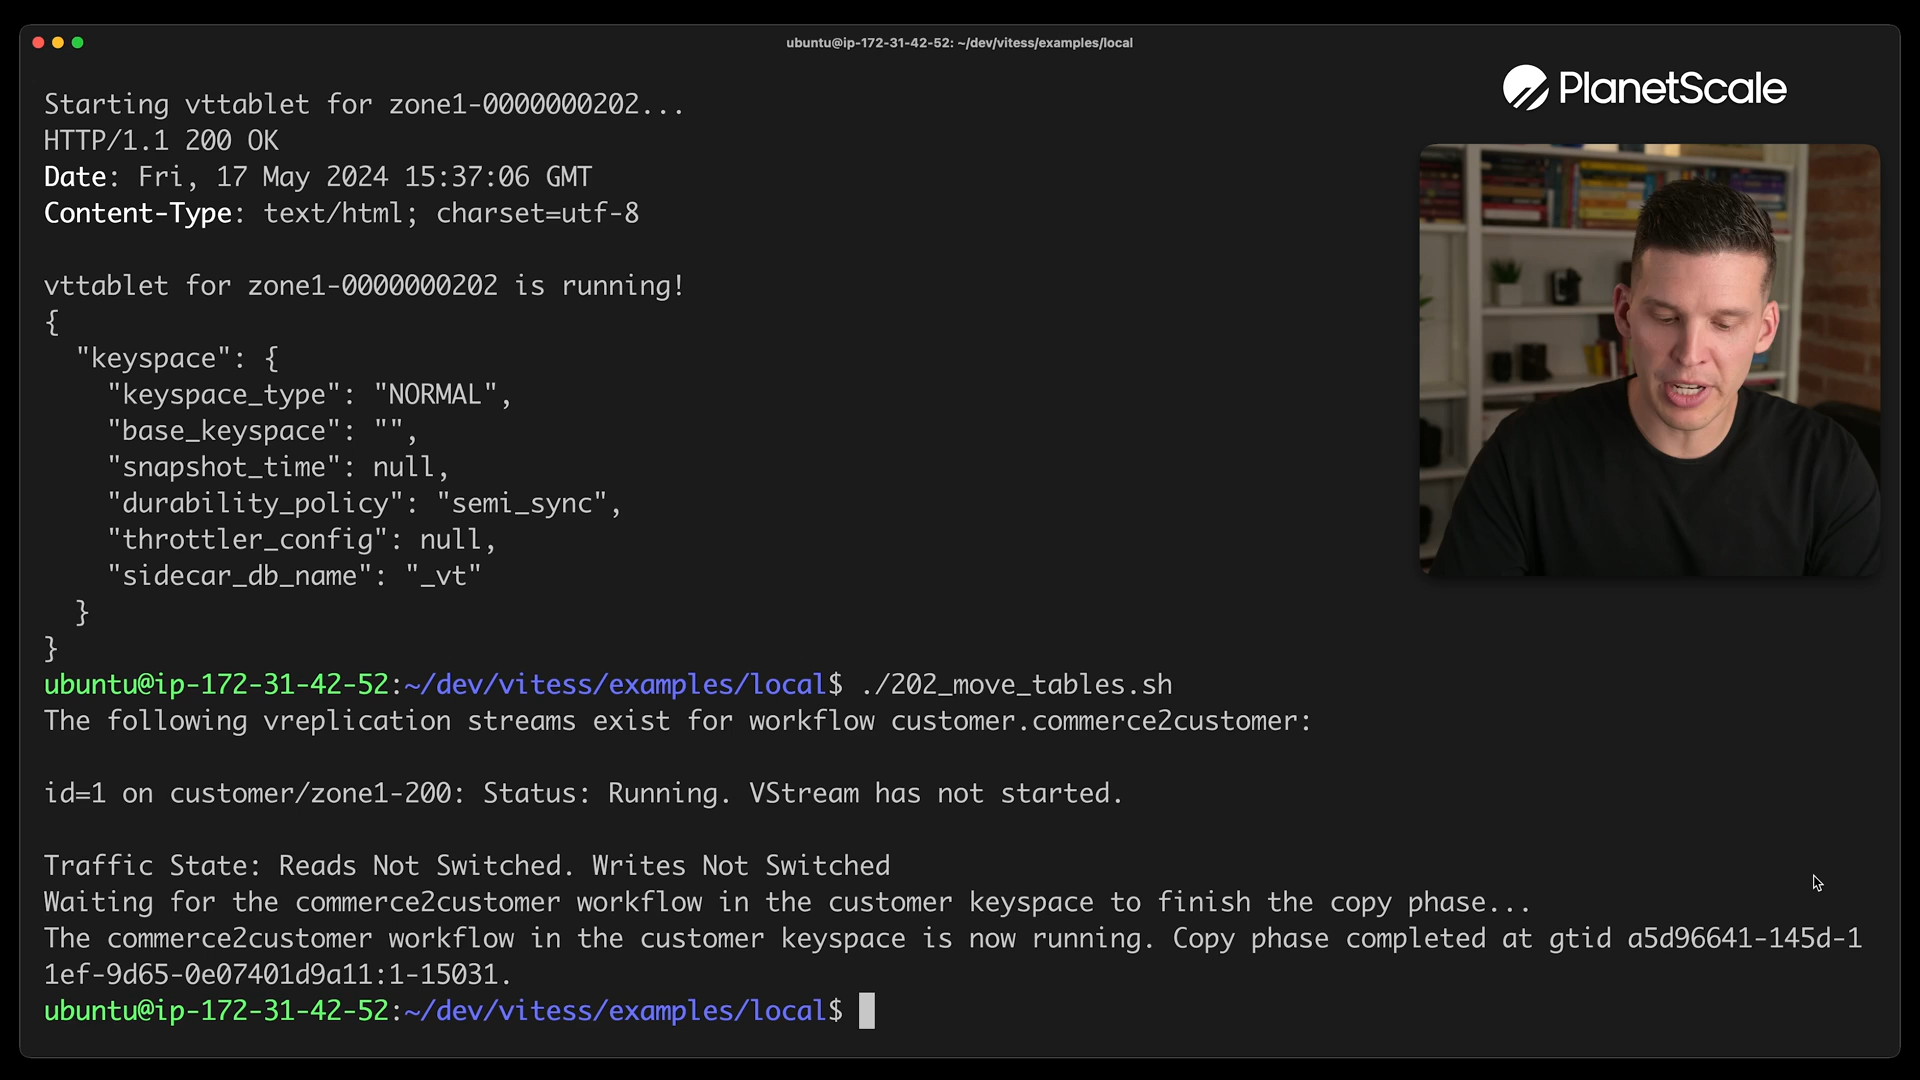 ubuntu@ip-172-31-42-52: ~/dev/vitess/examples/local
PlanetScale
Starting vttablet for zone1-0000000202...
HTTP/1.1 200 OK
Date: Fri, 17 May 2024 15:37:06 GMT
Content-Type: text/html; charset=utf-8
vttablet for zone1-0000000202 is running!
{
  "keyspace": {
    "keyspace_type": "NORMAL",
    "base_keyspace": "",
    "snapshot_time": null,
    "durability_policy": "semi_sync",
    "throttler_config": null,
    "sidecar_db_name": "_vt"
  }
}
ubuntu@ip-172-31-42-52:~/dev/vitess/examples/local$ ./202_move_tables.sh
The following vreplication streams exist for workflow customer.commerce2customer:
id=1 on customer/zone1-200: Status: Running. VStream has not started.
Traffic State: Reads Not Switched. Writes Not Switched
Waiting for the commerce2customer workflow in the customer keyspace to finish the copy phase...
The commerce2customer workflow in the customer keyspace is now running. Copy phase completed at gtid a5d96641-145d-1
1ef-9d65-0e07401d9a11:1-15031.
ubuntu@ip-172-31-42-52:~/dev/vitess/examples/local$